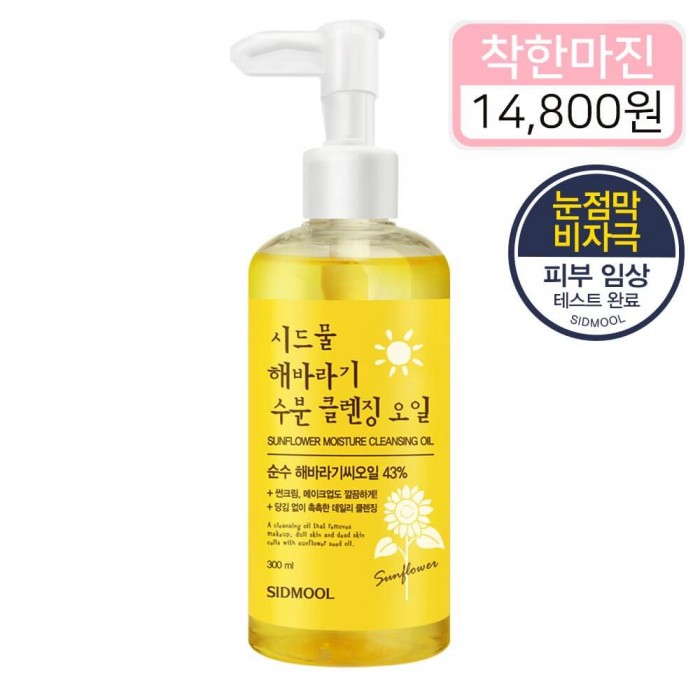 착한마진
14,800원
눈점막
비자극
피부 임상
테스트 완료
SIDMOOL
시드물
해바라기
수분 클렌징 오일
SUNFLOWER MOISTURE CLEANSING OIL
순수 해바라기씨오일 43%
+ 썬크림, 메이크업도 깔끔하게!
+ 당김 없이 촉촉한 데일리 클렌징
A cleansing oil that removes
makeup, dull skin and dead skin
cells with sunflower seed oil.
300 ml
Sunflower
SIDMOOL